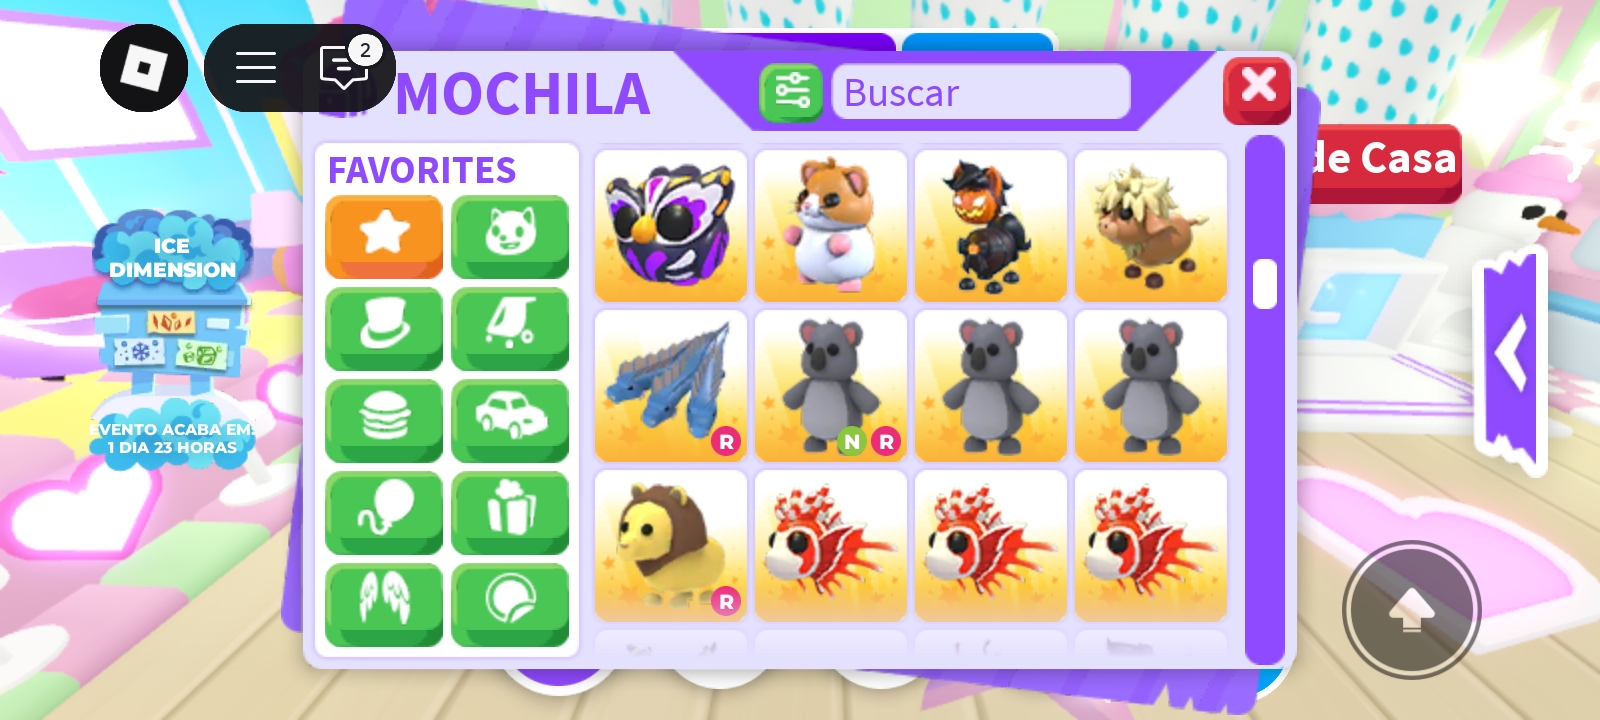 2
MOCHILA
Buscar
de Casa
FAVORITES
ICE
DIMENSION
EVENTO ACABA EM:
1 DIA 23 HORAS
R
N R
R